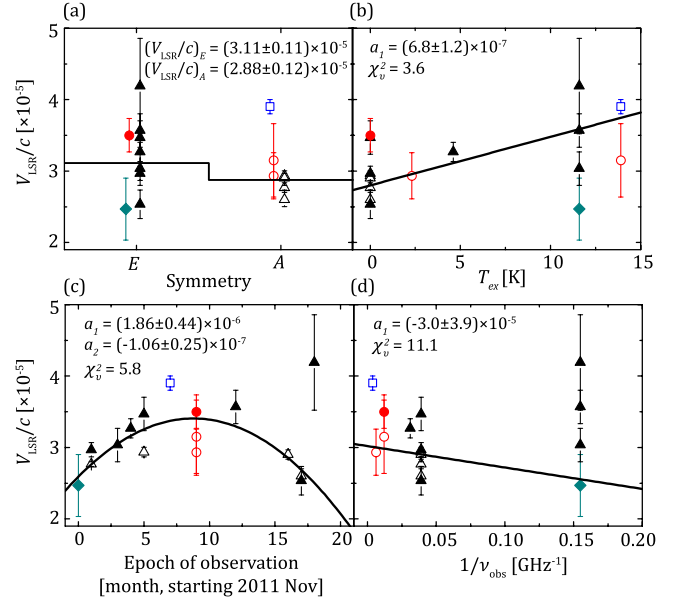 (a)
(V_LSR/c)_E = (3.11±0.11)×10^-5
(V_LSR/c)_A = (2.88±0.12)×10^-5
5
4
3
2
V_LSR/c [×10^-5]
E
A
Symmetry
(b)
a_1 = (6.8±1.2)×10^-7
χ_υ^2 = 3.6
0
5
10
15
T_ex [K]
(c)
a_1 = (1.86±0.44)×10^-6
a_2 = (-1.06±0.25)×10^-7
χ_υ^2 = 5.8
5
4
3
2
V_LSR/c [×10^-5]
0
5
10
15
20
Epoch of observation
[month, starting 2011 Nov]
(d)
a_1 = (-3.0±3.9)×10^-5
χ_υ^2 = 11.1
0
0.05
0.10
0.15
0.20
1/ν_obs [GHz^-1]